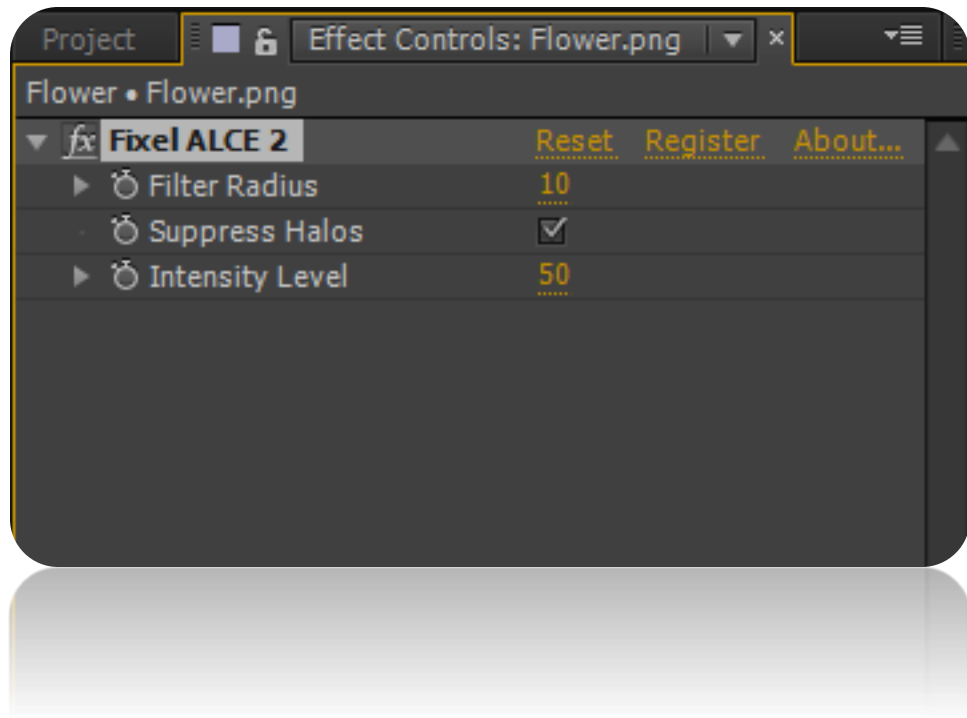 Project Effect Controls: Flower.png ×
Flower • Flower.png
fx Fixel ALCE 2 Reset Register About...
Filter Radius 10
Suppress Halos
Intensity Level 50